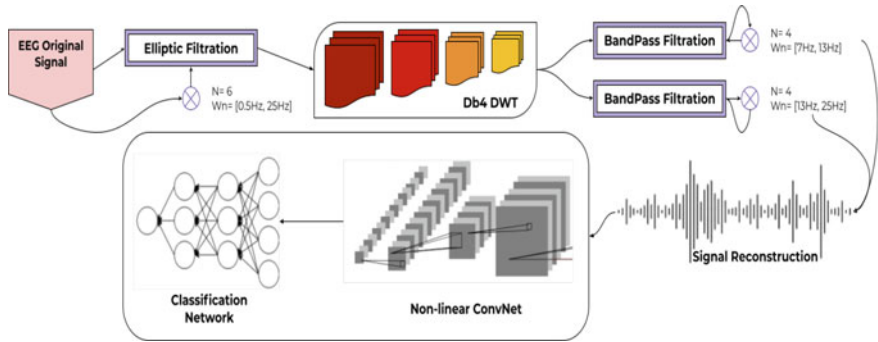 EEG Original
Signal
Elliptic Filtration
N= 6
Wn= [0.5Hz, 25Hz]
Db4 DWT
BandPass Filtration
N= 4
Wn= [7Hz, 13Hz]
BandPass Filtration
N= 4
Wn= [13Hz, 25Hz]
Signal Reconstruction
Non-linear ConvNet
Classification
Network